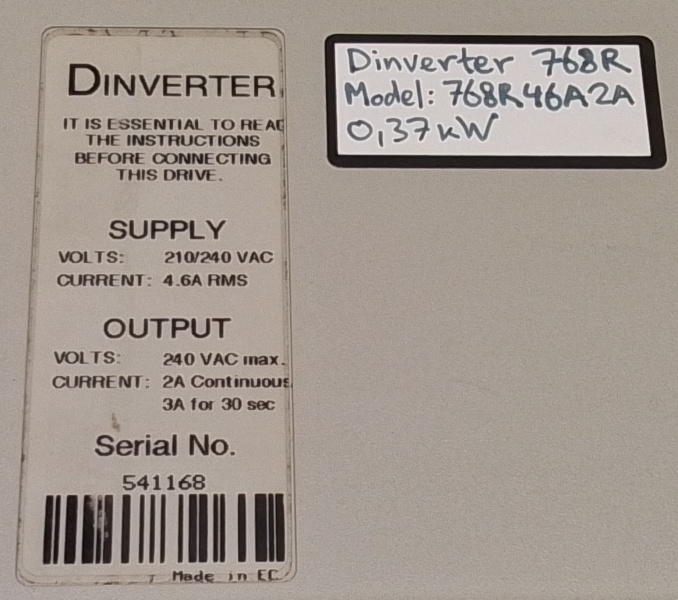 DINVERTER
IT IS ESSENTIAL TO READ
THE INSTRUCTIONS
BEFORE CONNECTING
THIS DRIVE.
SUPPLY
VOLTS: 210/240 VAC
CURRENT: 4.6A RMS
OUTPUT
VOLTS: 240 VAC max.
CURRENT: 2A Continuous
3A for 30 sec
Serial No.
541168
Made in EC
Dinverter 768R
Model: 768R46A2A
0,37kW